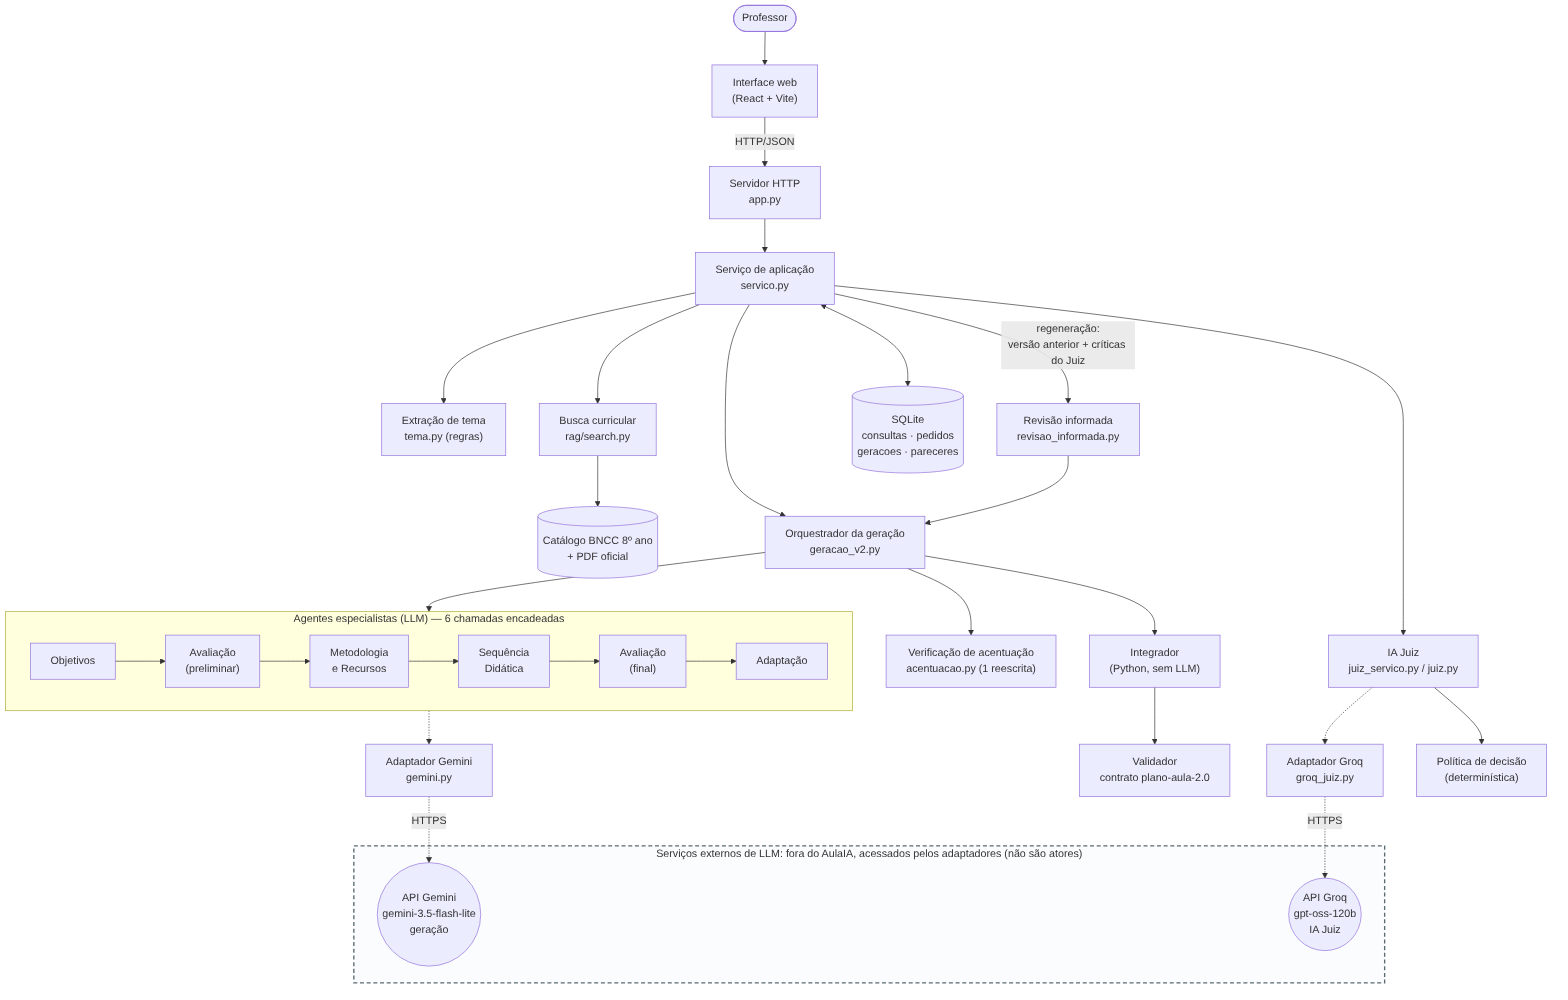 Professor
Interface web
(React + Vite)
HTTP/JSON
Servidor HTTP
app.py
Serviço de aplicação
servico.py
regeneração:
versão anterior + críticas
do Juiz
Extração de tema
tema.py (regras)
Busca curricular
rag/search.py
SQLite
consultas · pedidos
geracoes · pareceres
Revisão informada
revisao_informada.py
Catálogo BNCC 8º ano
+ PDF oficial
Orquestrador da geração
geracao_v2.py
Agentes especialistas (LLM) — 6 chamadas encadeadas
Objetivos
Avaliação
(preliminar)
Metodologia
e Recursos
Sequência
Didática
Avaliação
(final)
Adaptação
Verificação de acentuação
acentuacao.py (1 reescrita)
Integrador
(Python, sem LLM)
IA Juiz
juiz_servico.py / juiz.py
Adaptador Gemini
gemini.py
Validador
contrato plano-aula-2.0
Adaptador Groq
groq_juiz.py
Política de decisão
(determinística)
HTTPS
HTTPS
Serviços externos de LLM: fora do AulaIA, acessados pelos adaptadores (não são atores)
API Gemini
gemini-3.5-flash-lite
geração
API Groq
gpt-oss-120b
IA Juiz